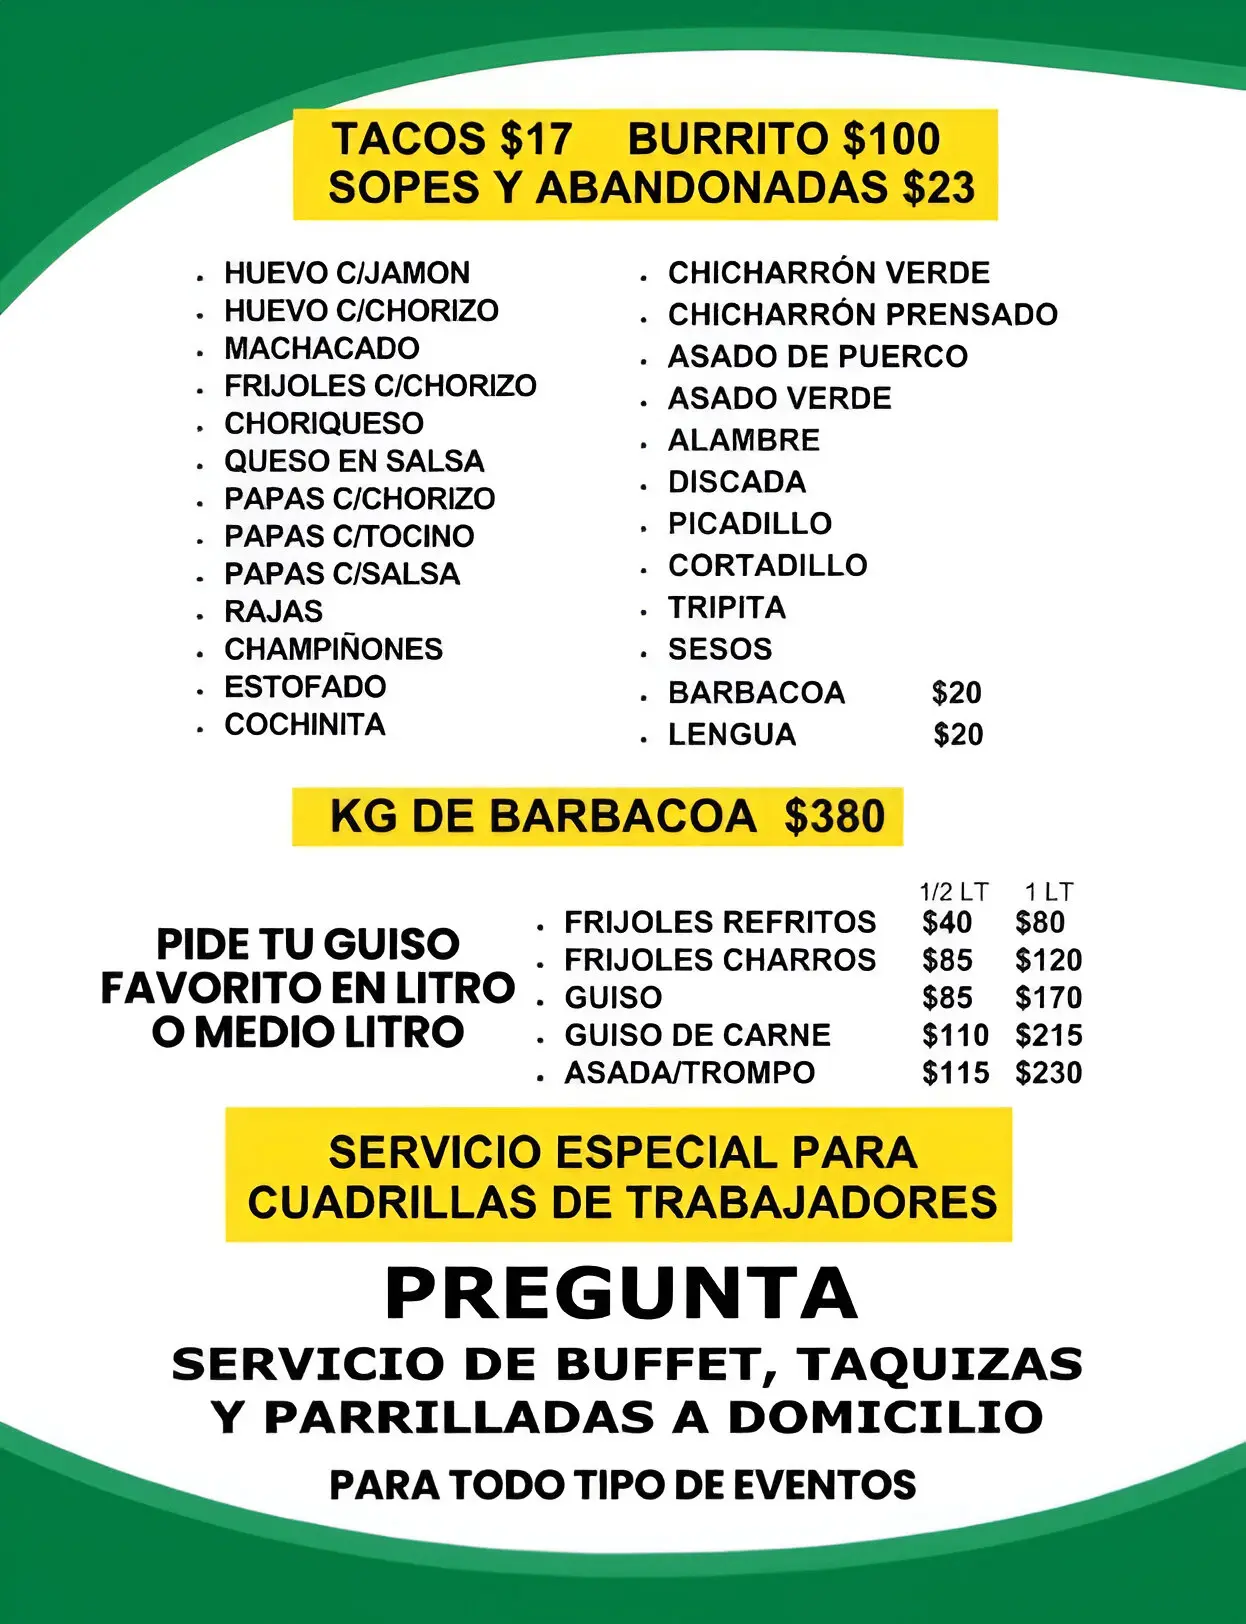 TACOS $17 BURRITO $100
SOPES Y ABANDONADAS $23
HUEVO C/JAMON
HUEVO C/CHORIZO
MACHACADO
FRIJOLES C/CHORIZO
CHORIQUESO
QUESO EN SALSA
PAPAS C/CHORIZO
PAPAS C/TOCINO
PAPAS C/SALSA
RAJAS
CHAMPIÑONES
ESTOFADO
COCHINITA
CHICHARRÓN VERDE
CHICHARRÓN PRENSADO
ASADO DE PUERCO
ASADO VERDE
ALAMBRE
DISCADA
PICADILLO
CORTADILLO
TRIPITA
SESOS
BARBACOA $20
LENGUA $20
KG DE BARBACOA $380
PIDE TU GUISO
FAVORITO EN LITRO
O MEDIO LITRO
1/2 LT 1 LT
FRIJOLES REFRITOS $40 $80
FRIJOLES CHARROS $85 $120
GUISO $85 $170
GUISO DE CARNE $110 $215
ASADA/TROMPO $115 $230
SERVICIO ESPECIAL PARA
CUADRILLAS DE TRABAJADORES
PREGUNTA
SERVICIO DE BUFFET, TAQUIZAS
Y PARRILLADAS A DOMICILIO
PARA TODO TIPO DE EVENTOS